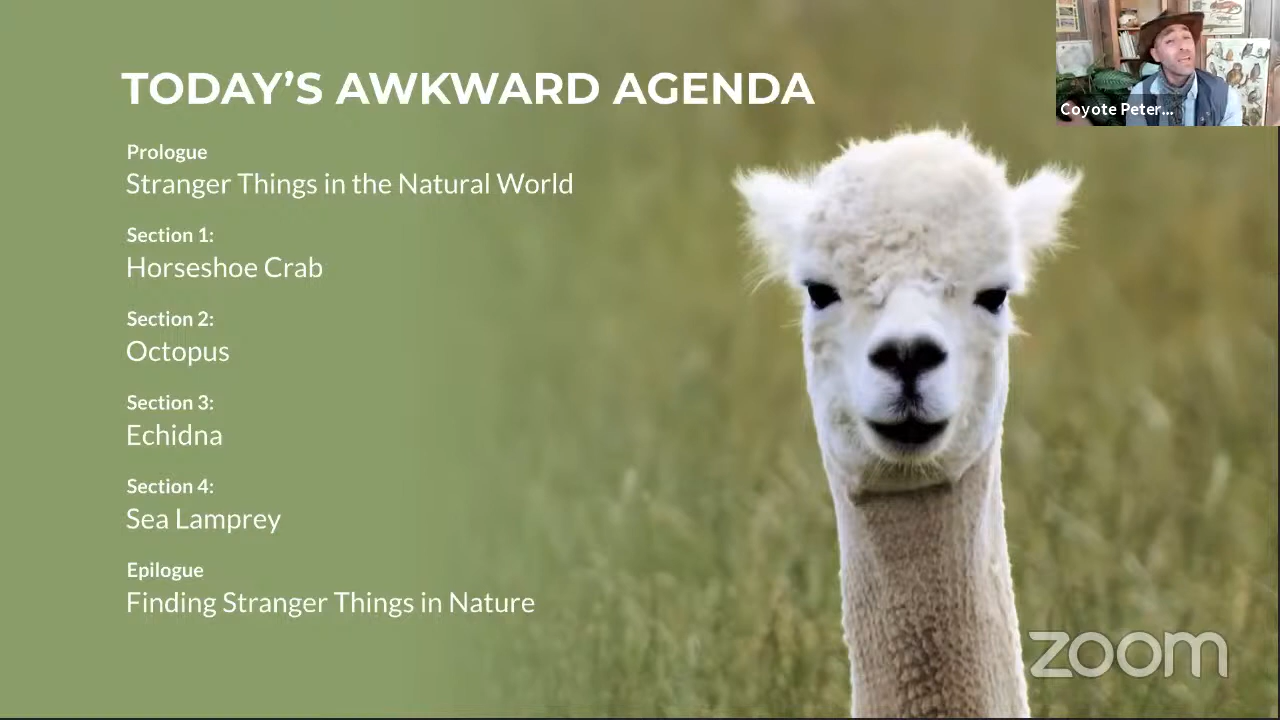 TODAY'S AWKWARD AGENDA
Prologue
Stranger Things in the Natural World
Section 1:
Horseshoe Crab
Section 2:
Octopus
Section 3:
Echidna
Section 4:
Sea Lamprey
Epilogue
Finding Stranger Things in Nature
Coyote Peter...
zoom